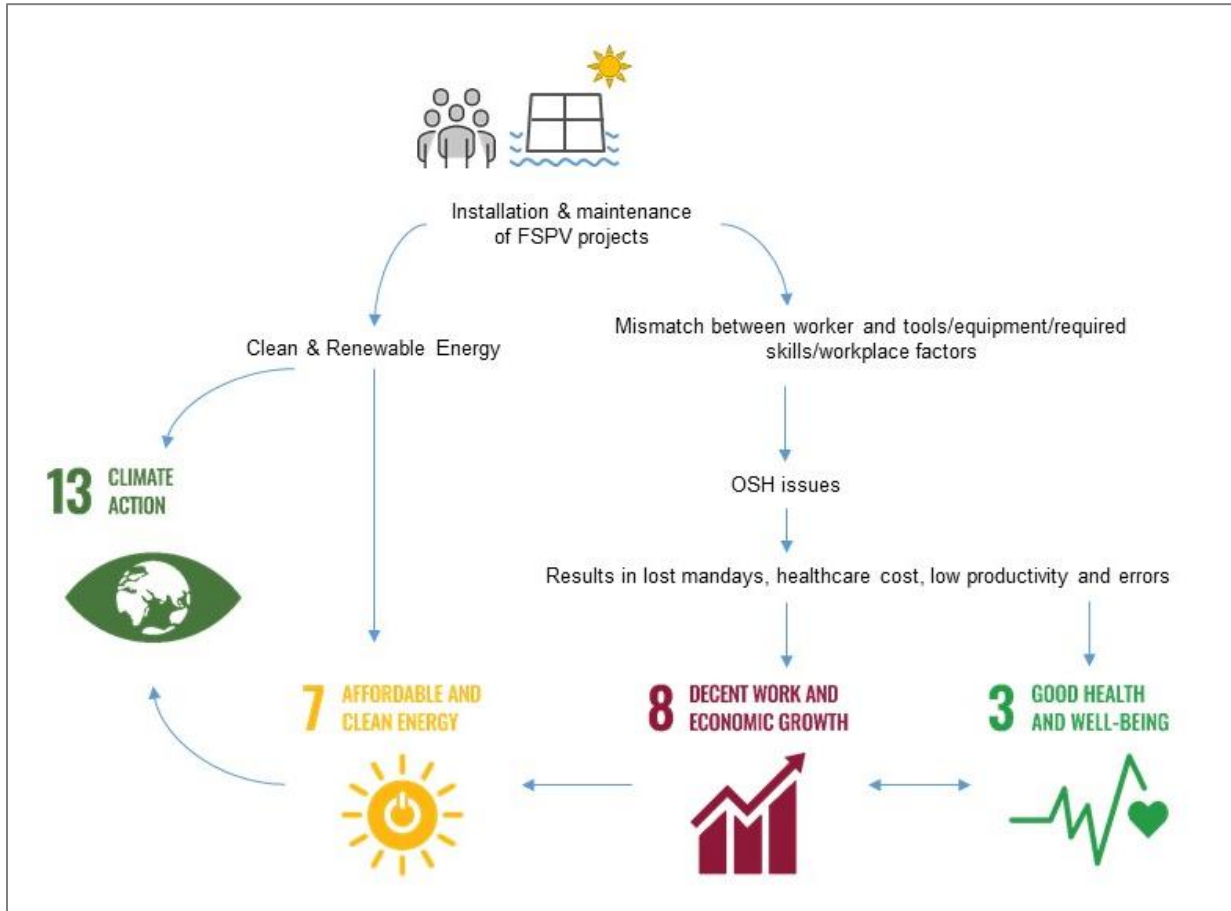 Installation & maintenance
of FSPV projects
Clean & Renewable Energy
Mismatch between worker and tools/equipment/required
skills/workplace factors
13 CLIMATE
ACTION
OSH issues
Results in lost mandays, healthcare cost, low productivity and errors
7 AFFORDABLE AND
CLEAN ENERGY
8 DECENT WORK AND
ECONOMIC GROWTH
3 GOOD HEALTH
AND WELL-BEING